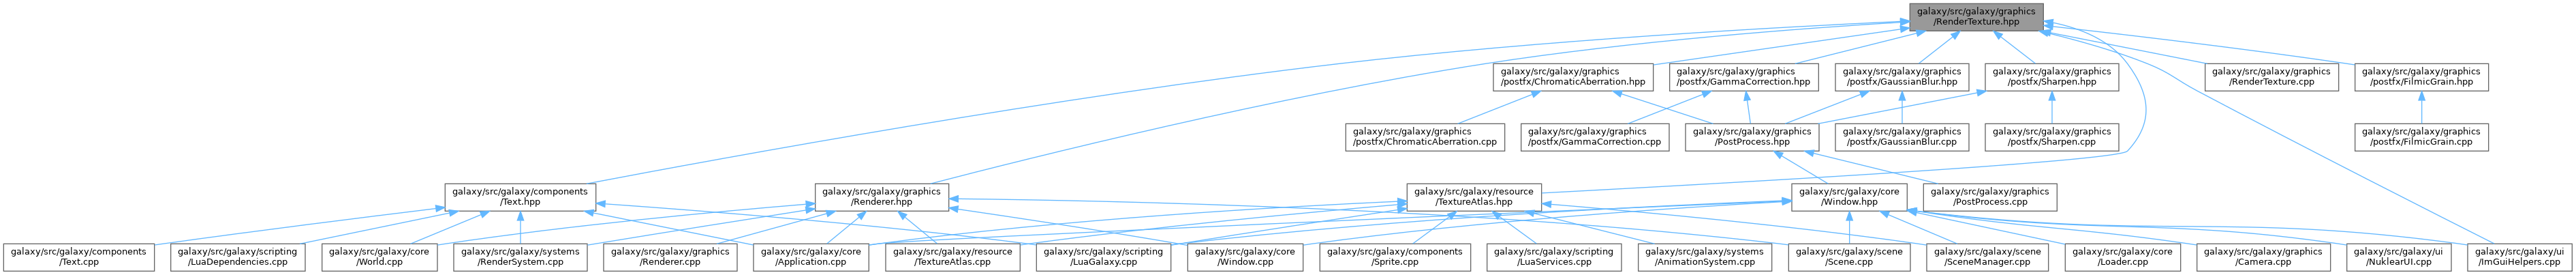 galaxy/src/galaxy/graphics
/RenderTexture.hpp
galaxy/src/galaxy/graphics
/postfx/ChromaticAberration.hpp
galaxy/src/galaxy/graphics
/postfx/GammaCorrection.hpp
galaxy/src/galaxy/graphics
/postfx/GaussianBlur.hpp
galaxy/src/galaxy/graphics
/postfx/Sharpen.hpp
galaxy/src/galaxy/graphics
/RenderTexture.cpp
galaxy/src/galaxy/graphics
/postfx/FilmicGrain.hpp
galaxy/src/galaxy/graphics
/postfx/ChromaticAberration.cpp
galaxy/src/galaxy/graphics
/postfx/GammaCorrection.cpp
galaxy/src/galaxy/graphics
/PostProcess.hpp
galaxy/src/galaxy/graphics
/postfx/GaussianBlur.cpp
galaxy/src/galaxy/graphics
/postfx/Sharpen.cpp
galaxy/src/galaxy/graphics
/postfx/FilmicGrain.cpp
galaxy/src/galaxy/components
/Text.hpp
galaxy/src/galaxy/graphics
/Renderer.hpp
galaxy/src/galaxy/resource
/TextureAtlas.hpp
galaxy/src/galaxy/core
/Window.hpp
galaxy/src/galaxy/graphics
/PostProcess.cpp
galaxy/src/galaxy/components
/Text.cpp
galaxy/src/galaxy/scripting
/LuaDependencies.cpp
galaxy/src/galaxy/core
/World.cpp
galaxy/src/galaxy/systems
/RenderSystem.cpp
galaxy/src/galaxy/graphics
/Renderer.cpp
galaxy/src/galaxy/core
/Application.cpp
galaxy/src/galaxy/resource
/TextureAtlas.cpp
galaxy/src/galaxy/scripting
/LuaGalaxy.cpp
galaxy/src/galaxy/core
/Window.cpp
galaxy/src/galaxy/components
/Sprite.cpp
galaxy/src/galaxy/scripting
/LuaServices.cpp
galaxy/src/galaxy/systems
/AnimationSystem.cpp
galaxy/src/galaxy/scene
/Scene.cpp
galaxy/src/galaxy/scene
/SceneManager.cpp
galaxy/src/galaxy/core
/Loader.cpp
galaxy/src/galaxy/graphics
/Camera.cpp
galaxy/src/galaxy/ui
/NuklearUI.cpp
galaxy/src/galaxy/ui
/ImGuiHelpers.cpp